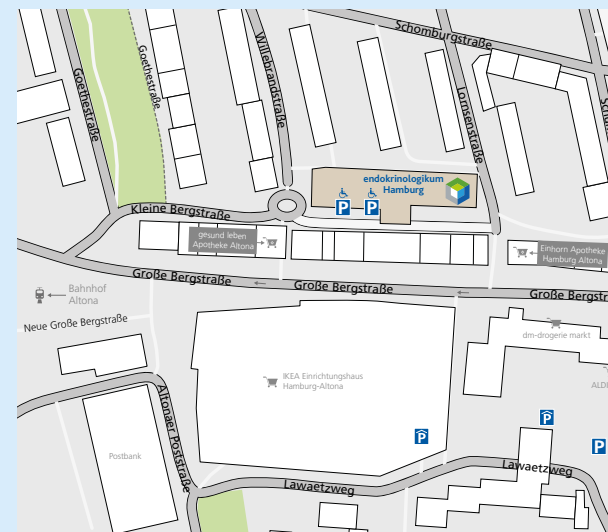 Schomburgstraße
Goethestraße
Goethestraße
Willebrandstraße
Lornsenstraße
endokrinologikum
Hamburg
P
P
Kleine Bergstraße
gesund leben
Apotheke Altona
Einhorn Apotheke
Hamburg Altona
Große Bergstraße
Große Bergstraße
Große Bergstr
Bahnhof
Altona
Neue Große Bergstraße
dm-drogerie markt
IKEA Einrichtungshaus
Hamburg-Altona
ALDI
Altonaer Poststraße
P
P
P
Postbank
Lawaetzweg
Lawaetzweg